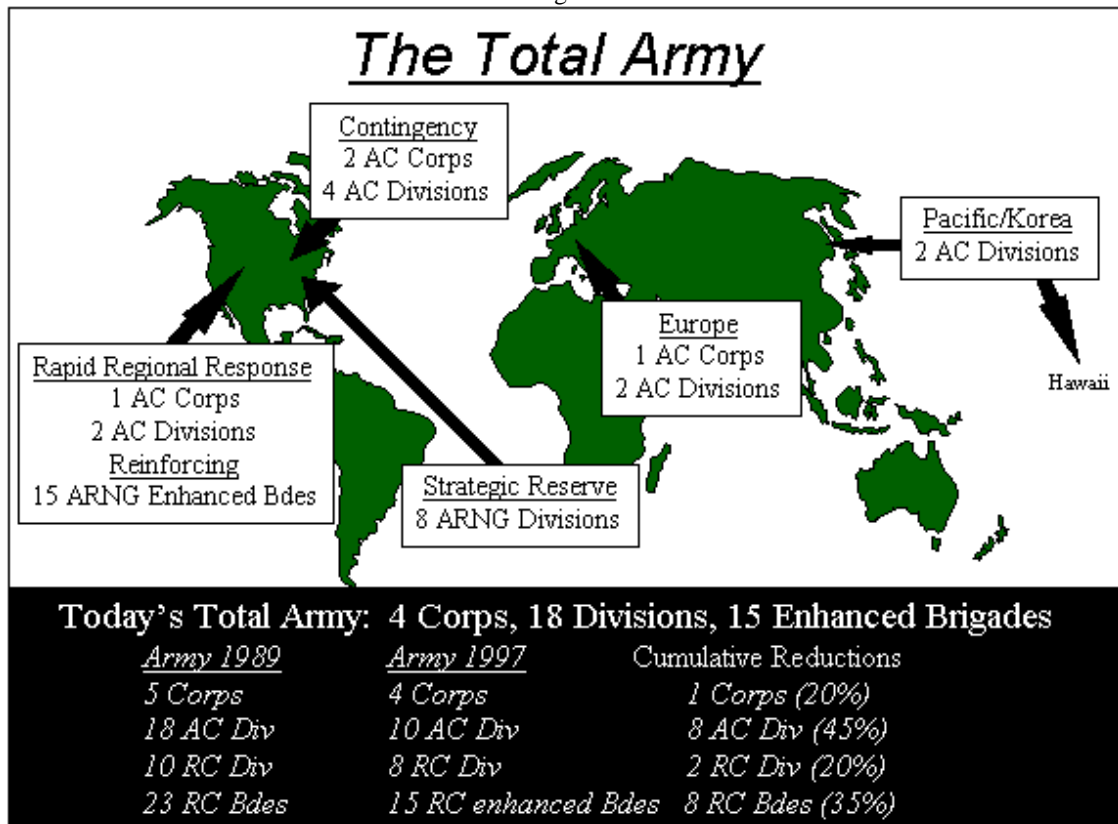 The Total Army
Contingency
2 AC Corps
4 AC Divisions
Pacific/Korea
2 AC Divisions
Europe
1 AC Corps
2 AC Divisions
Hawaii
Rapid Regional Response
1 AC Corps
2 AC Divisions
Reinforcing
15 ARNG Enhanced Bdes
Strategic Reserve
8 ARNG Divisions
Today's Total Army: 4 Corps, 18 Divisions, 15 Enhanced Brigades
Army 1989 Army 1997 Cumulative Reductions
5 Corps 4 Corps 1 Corps (20%)
18 AC Div 10 AC Div 8 AC Div (45%)
10 RC Div 8 RC Div 2 RC Div (20%)
23 RC Bdes 15 RC enhanced Bdes 8 RC Bdes (35%)